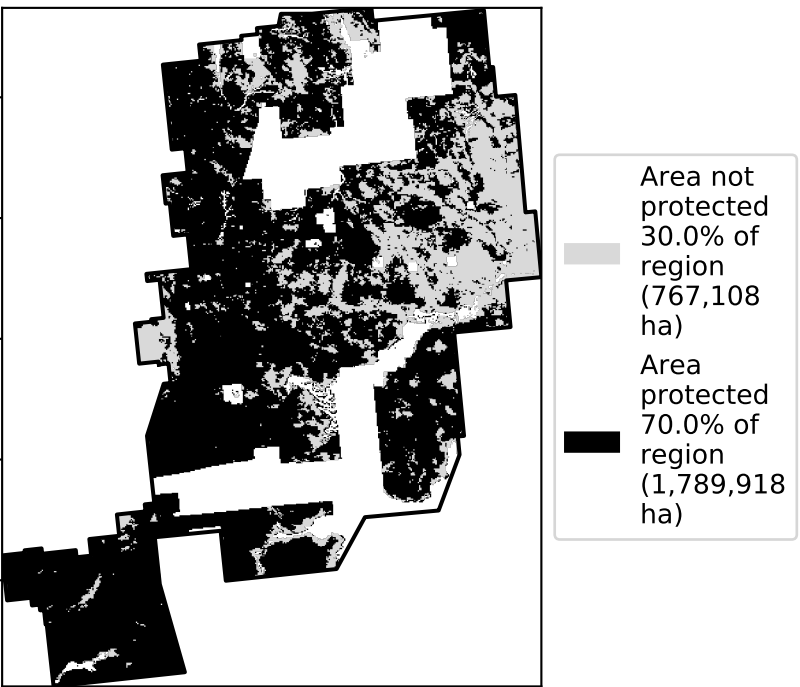 Area not
protected
30.0% of
region
(767,108
ha)
Area
protected
70.0% of
region
(1,789,918
ha)